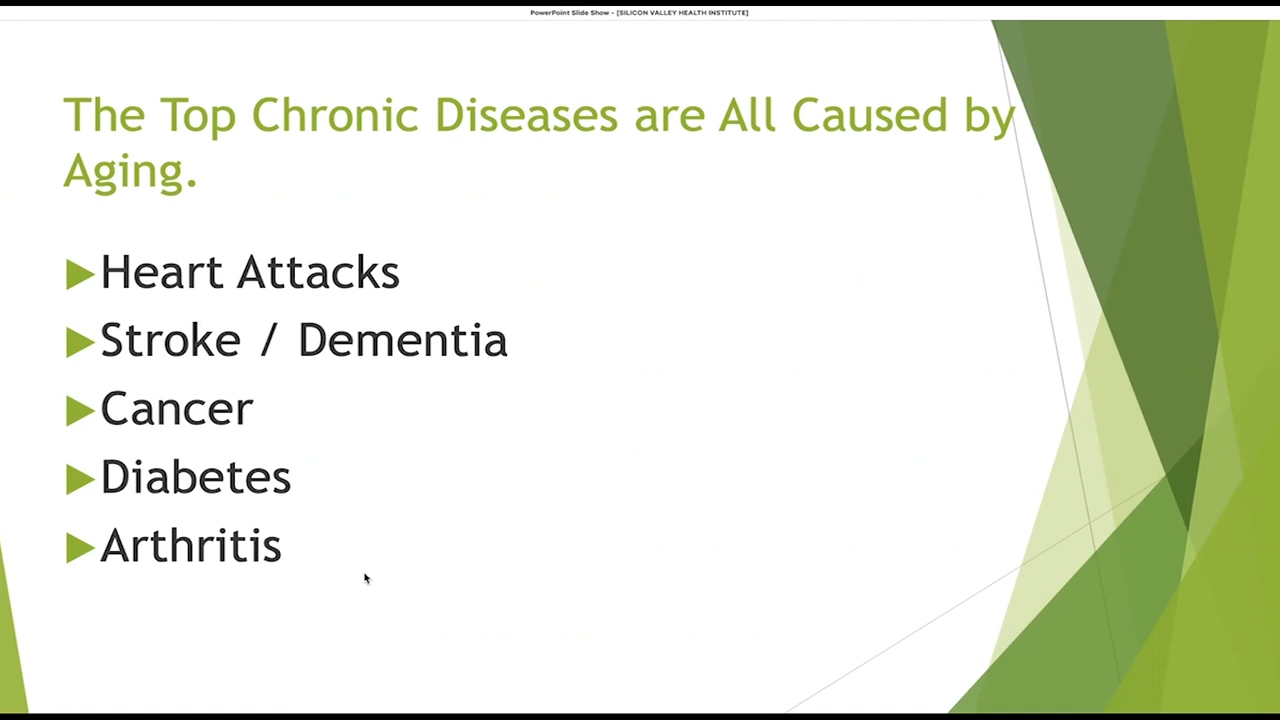 PowerPoint Slide Show - [SILICON VALLEY HEALTH INSTITUTE]
The Top Chronic Diseases are All Caused by
Aging.
Heart Attacks
Stroke / Dementia
Cancer
Diabetes
Arthritis